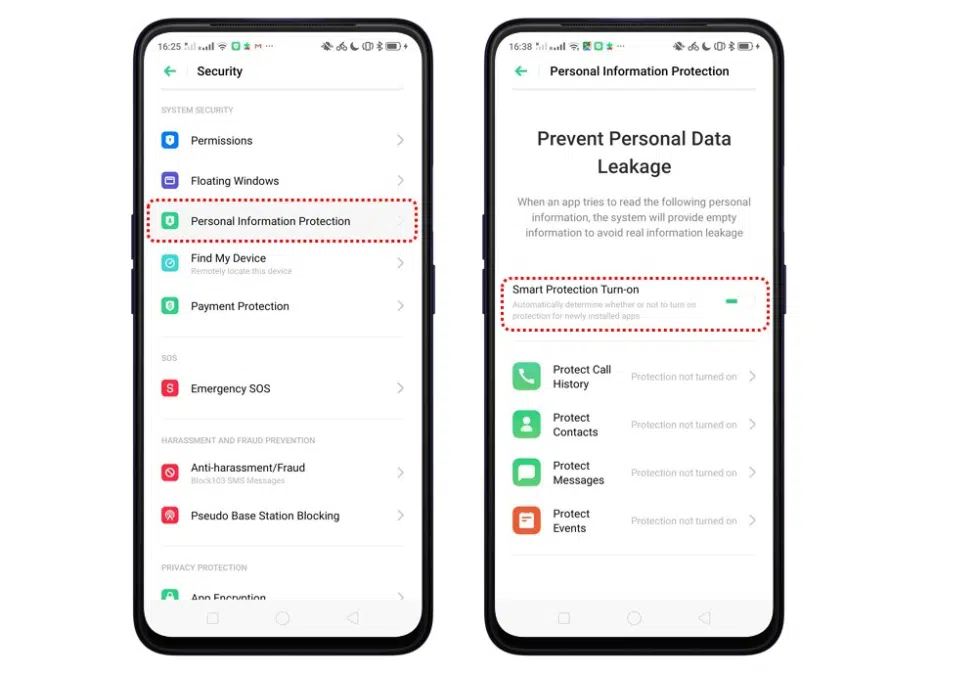 16:25
Security
SYSTEM SECURITY
Permissions
Floating Windows
Personal Information Protection
Find My Device
Remotely locate this device
Payment Protection
SOS
Emergency SOS
HARASSMENT AND FRAUD PREVENTION
Anti-harassment/Fraud
Block103 SMS Messages
Pseudo Base Station Blocking
PRIVACY PROTECTION
App Encryption
16:38
Personal Information Protection
Prevent Personal Data
Leakage
When an app tries to read the following personal
information, the system will provide empty
information to avoid real information leakage
Smart Protection Turn-on
Automatically determine whether or not to turn on
protection for newly installed apps
Protect Call
History
Protection not turned on
Protect
Contacts
Protection not turned on
Protect
Messages
Protection not turned on
Protect
Events
Protection not turned on